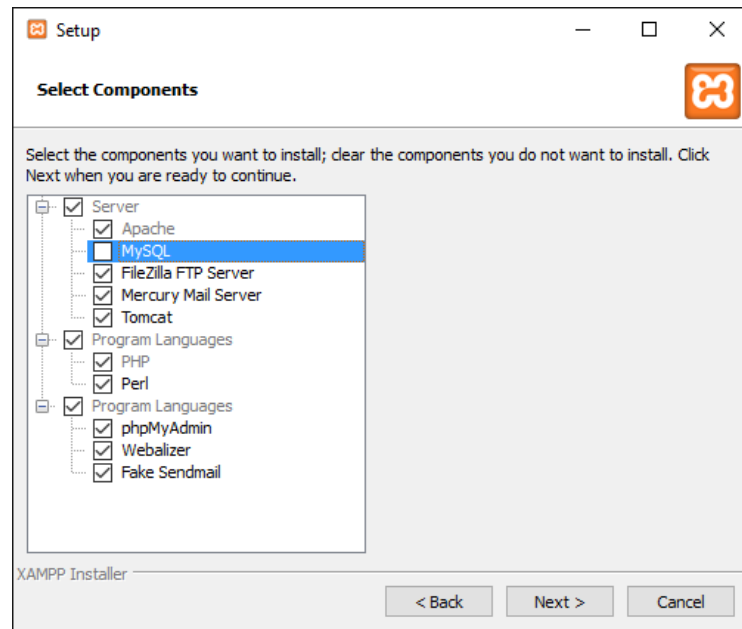 Setup
Select Components
Select the components you want to install; clear the components you do not want to install. Click
Next when you are ready to continue.
Server
Apache
MySQL
FileZilla FTP Server
Mercury Mail Server
Tomcat
Program Languages
PHP
Perl
Program Languages
phpMyAdmin
Webalizer
Fake Sendmail
XAMPP Installer
< Back Next > Cancel